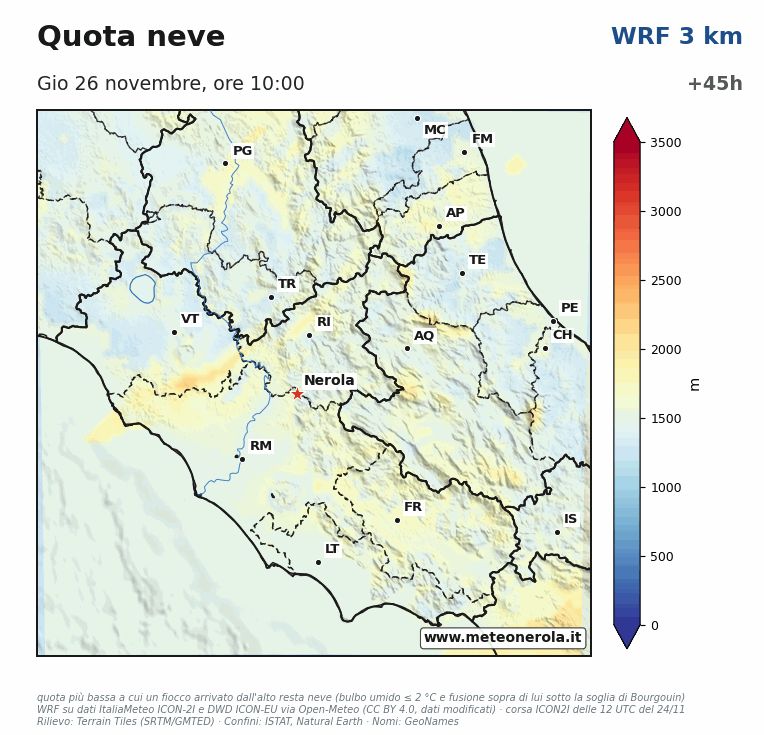 Quota neve
WRF 3 km
Gio 26 novembre, ore 10:00
+45h
MC
FM
PG
AP
TE
TR
PE
VT
RI
AQ
CH
Nerola
RM
FR
IS
LT
www.meteonerola.it
3500
3000
2500
2000
1500
1000
500
0
m
quota più bassa a cui un fiocco arrivato dall'alto resta neve (bulbo umido ≤ 2 °C e fusione sopra di lui sotto la soglia di Bourgouin)
WRF su dati ItaliaMeteo ICON-2I e DWD ICON-EU via Open-Meteo (CC BY 4.0, dati modificati) · corsa ICON2I delle 12 UTC del 24/11
Rilievo: Terrain Tiles (SRTM/GMTED) · Confini: ISTAT, Natural Earth · Nomi: GeoNames